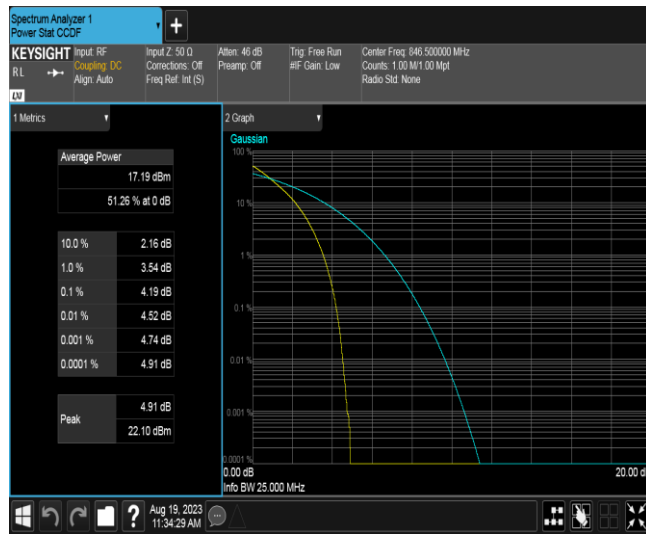 Spectrum Analyzer 1
Power Stat CCDF
+
KEYSIGHT
RL
LXI
Input: RF
Coupling: DC
Align: Auto
Input Z: 50 Ω
Corrections: Off
Freq Ref: Int (S)
Atten: 46 dB
Preamp: Off
Trig: Free Run
#IF Gain: Low
Center Freq: 846.500000 MHz
Counts: 1.00 M/1.00 Mpt
Radio Std: None
1 Metrics
Average Power
17.19 dBm
51.26 % at 0 dB
10.0 % 2.16 dB
1.0 % 3.54 dB
0.1 % 4.19 dB
0.01 % 4.52 dB
0.001 % 4.74 dB
0.0001 % 4.91 dB
Peak
4.91 dB
22.10 dBm
2 Graph
Gaussian
100 %
10 %
1 %
0.1 %
0.01 %
0.001 %
0.0001 %
0.00 dB
20.00 d
Info BW 25.000 MHz
?
Aug 19, 2023
11:34:29 AM